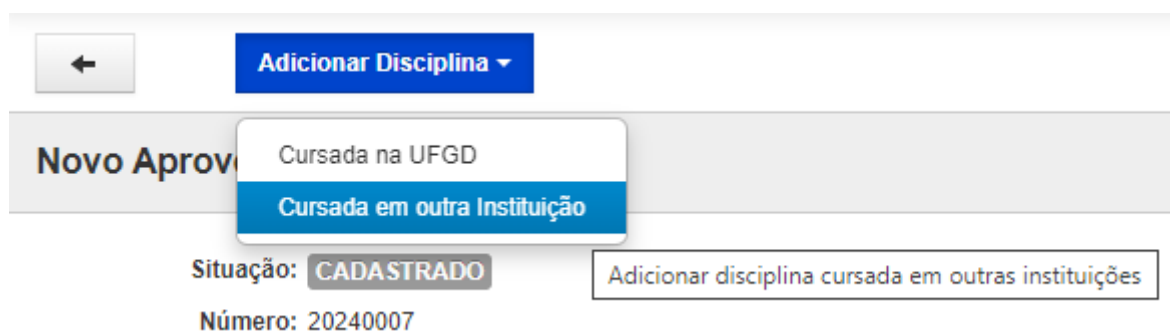 Adicionar Disciplina
Cursada na UFGD
Novo Aprov
Cursada em outra Instituição
Situação: CADASTRADO
Adicionar disciplina cursada em outras instituições
Número: 20240007